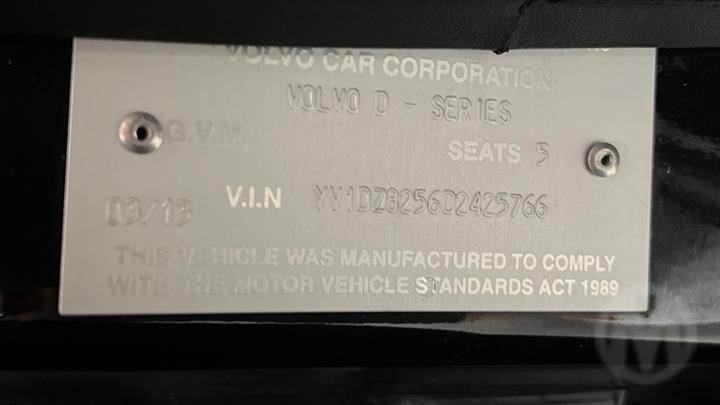 VOLVO CAR CORPORATION
VOLVO D - SERIES
G.V.M. SEATS 5
03/13 V.I.N YV1DZ8256D2425766
THIS VEHICLE WAS MANUFACTURED TO COMPLY
WITH THE MOTOR VEHICLE STANDARDS ACT 1989
M